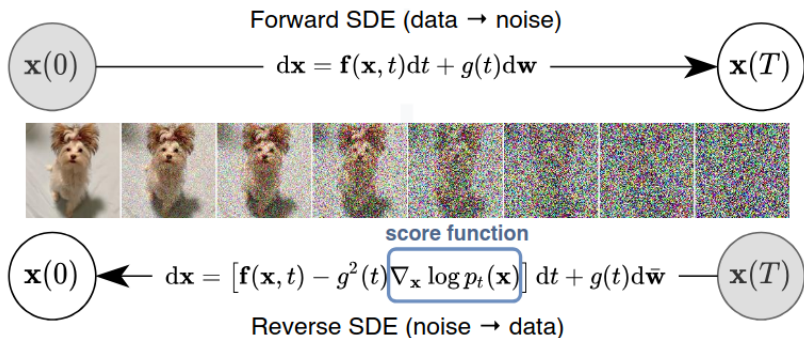 Forward SDE (data → noise)
x(0) dx = f(x, t)dt + g(t)dw x(T)
score function
x(0) dx = [f(x, t) − g²(t)∇ₓ log pₜ(x)] dt + g(t)dw̄ x(T)
Reverse SDE (noise → data)